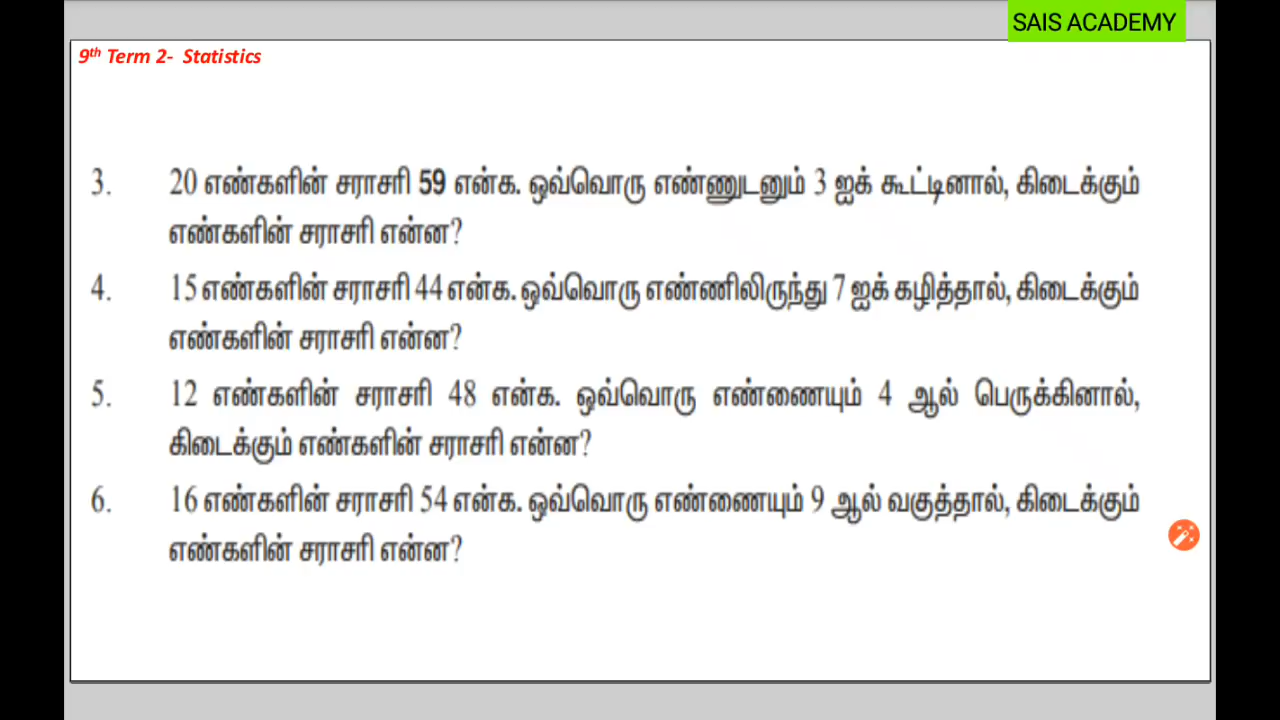 SAIS ACADEMY
9th Term 2- Statistics
3. 20 எண்களின் சராசரி 59 என்க. ஒவ்வொரு எண்ணுடனும் 3 ஐக் கூட்டினால், கிடைக்கும்
எண்களின் சராசரி என்ன?
4. 15 எண்களின் சராசரி 44 என்க. ஒவ்வொரு எண்ணிலிருந்து 7 ஐக் கழித்தால், கிடைக்கும்
எண்களின் சராசரி என்ன?
5. 12 எண்களின் சராசரி 48 என்க. ஒவ்வொரு எண்ணையும் 4 ஆல் பெருக்கினால்,
கிடைக்கும் எண்களின் சராசரி என்ன?
6. 16 எண்களின் சராசரி 54 என்க. ஒவ்வொரு எண்ணையும் 9 ஆல் வகுத்தால், கிடைக்கும்
எண்களின் சராசரி என்ன?